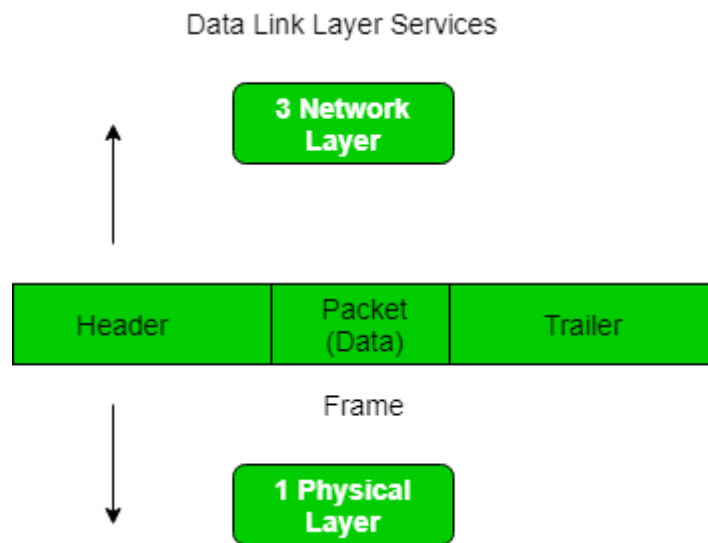 Data Link Layer Services
3 Network
Layer
Header
Packet
(Data)
Trailer
Frame
1 Physical
Layer